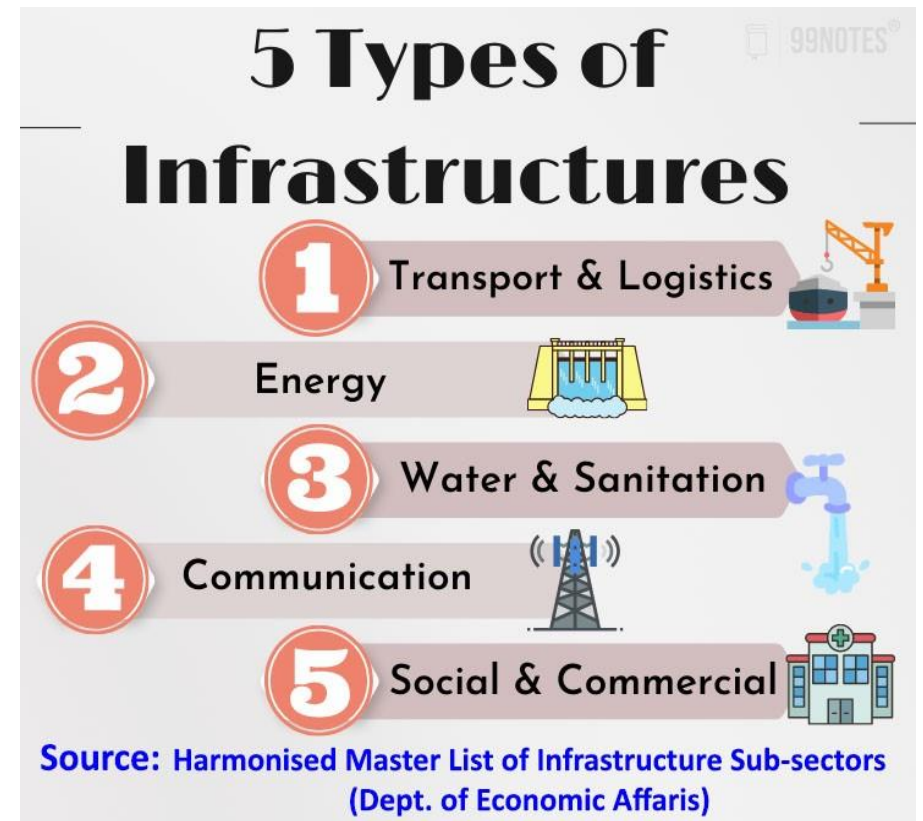 5 Types of
99NOTES®
Infrastructures
1 Transport & Logistics
2 Energy
3 Water & Sanitation
4 Communication
5 Social & Commercial
Source: Harmonised Master List of Infrastructure Sub-sectors
(Dept. of Economic Affaris)